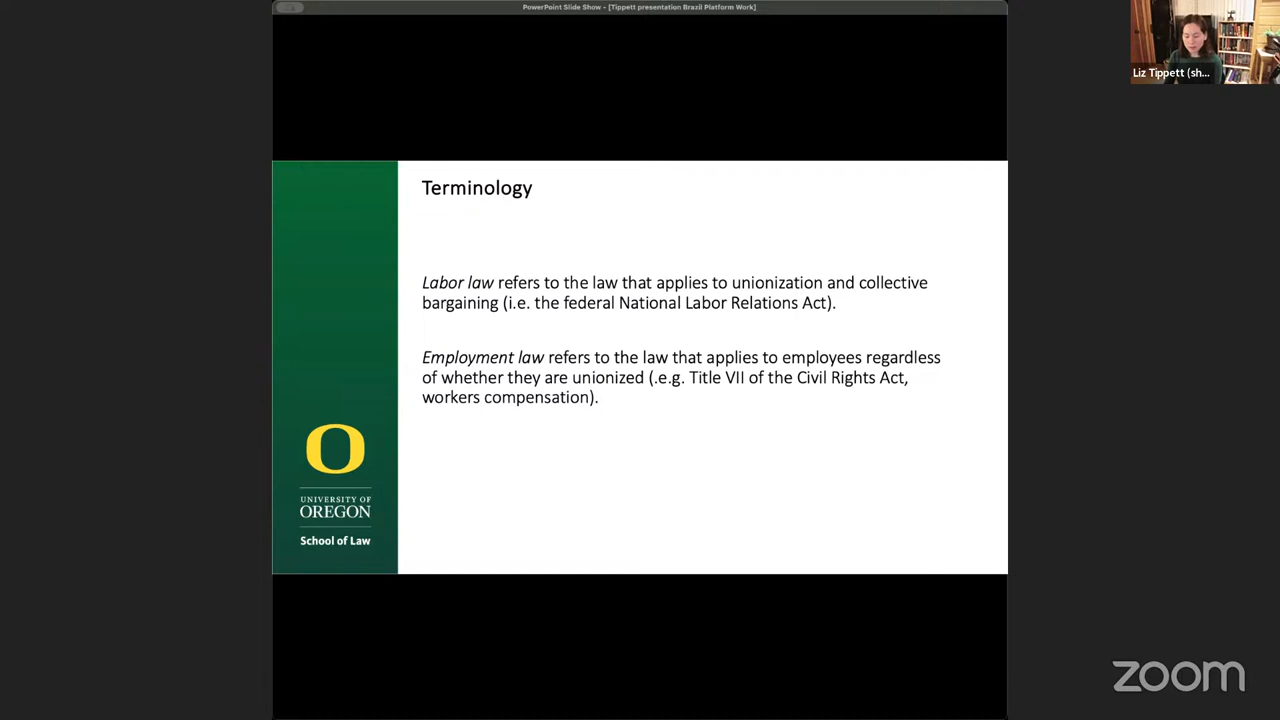 PowerPoint Slide Show - [Tippett presentation Brazil Platform Work]
Liz Tippett (sh...
Terminology
Labor law refers to the law that applies to unionization and collective
bargaining (i.e. the federal National Labor Relations Act).
Employment law refers to the law that applies to employees regardless
of whether they are unionized (.e.g. Title VII of the Civil Rights Act,
workers compensation).
O
UNIVERSITY OF
OREGON
School of Law
zoom